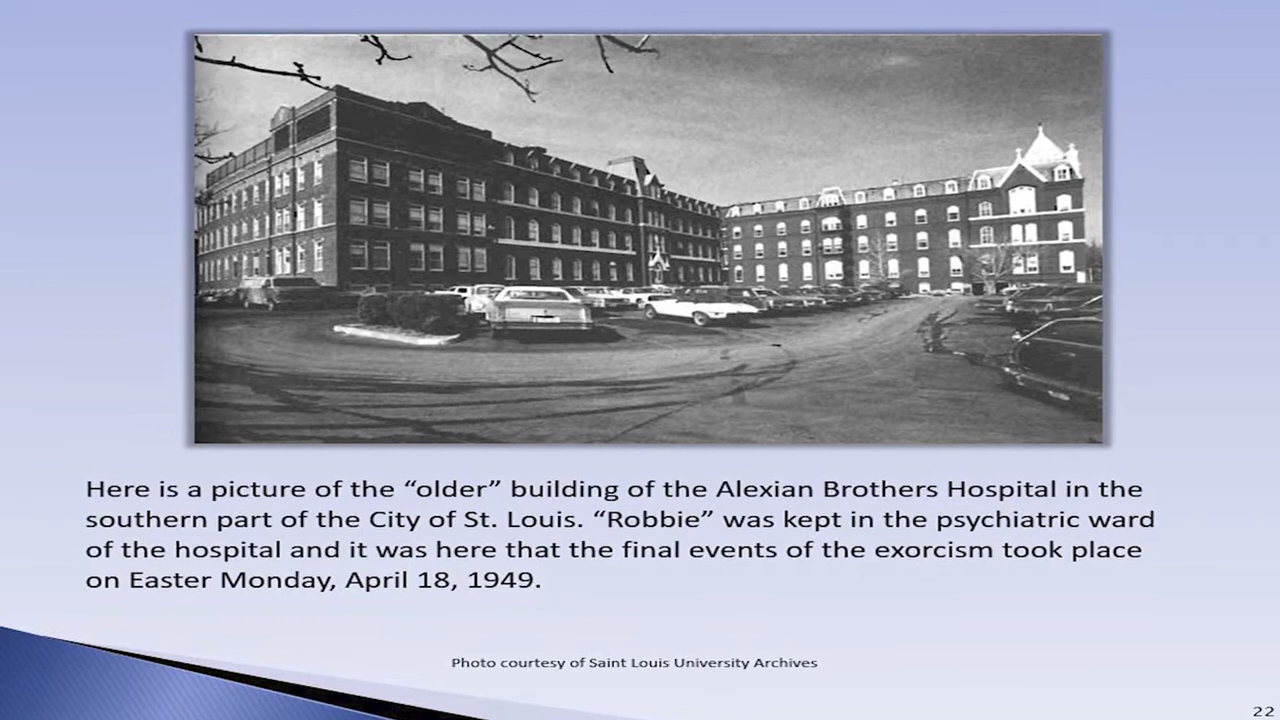 Here is a picture of the “older” building of the Alexian Brothers Hospital in the
southern part of the City of St. Louis. “Robbie” was kept in the psychiatric ward
of the hospital and it was here that the final events of the exorcism took place
on Easter Monday, April 18, 1949.
Photo courtesy of Saint Louis University Archives
22